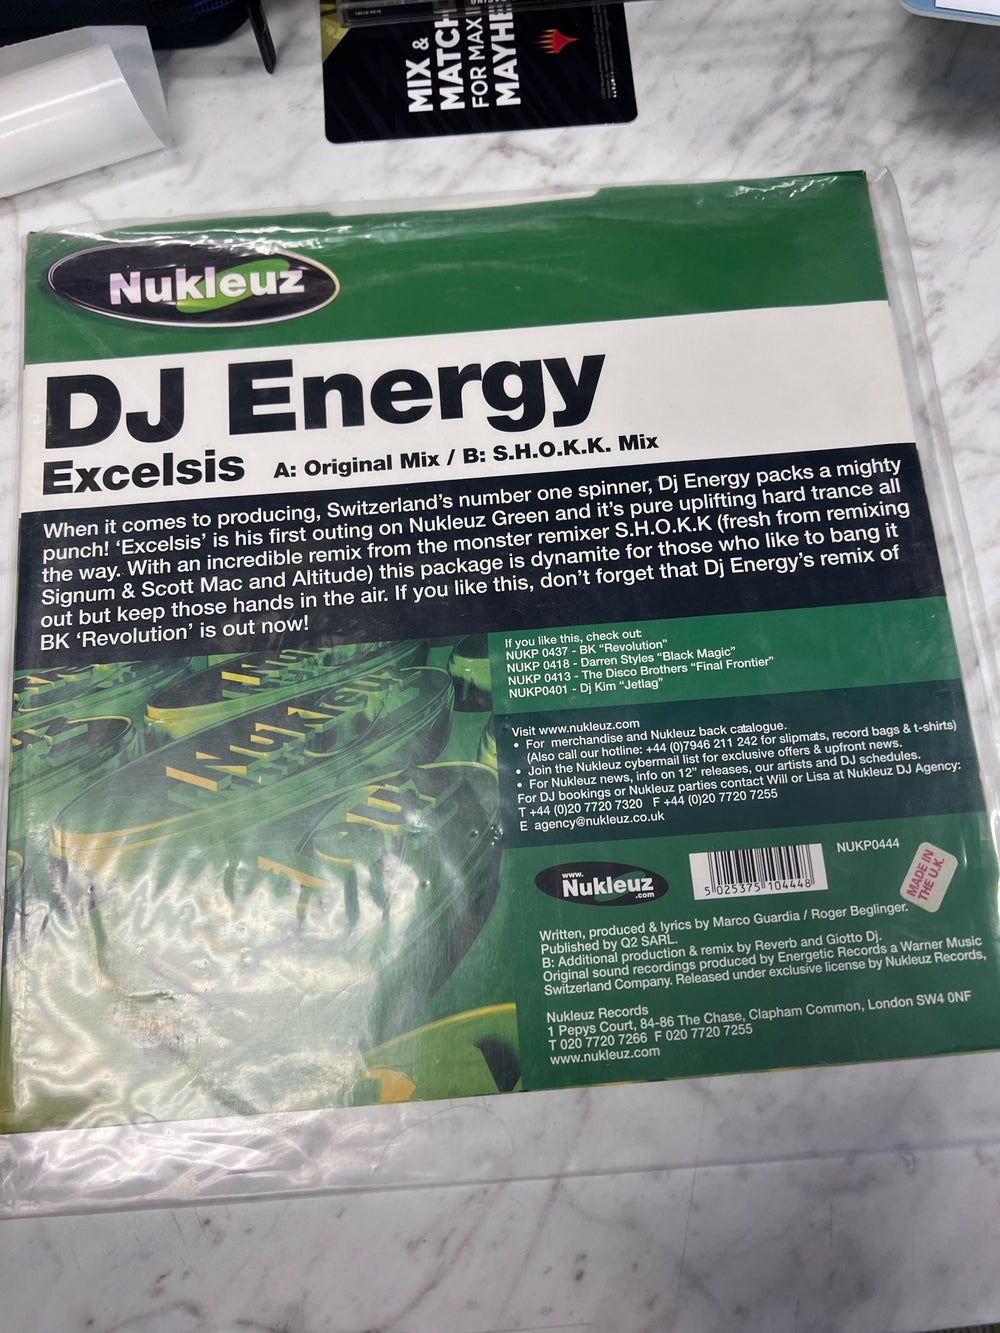 MIX &
MATCH
FOR MAX
MAYHE
Nukleuz
DJ Energy
Excelsis A: Original Mix / B: S.H.O.K.K. Mix
When it comes to producing, Switzerland's number one spinner, Dj Energy packs a mighty
punch! 'Excelsis' is his first outing on Nukleuz Green and it's pure uplifting hard trance all
the way. With an incredible remix from the monster remixer S.H.O.K.K (fresh from remixing
Signum & Scott Mac and Altitude) this package is dynamite for those who like to bang it
out but keep those hands in the air. If you like this, don't forget that Dj Energy's remix of
BK 'Revolution' is out now!
If you like this, check out:
NUKP 0437 - BK "Revolution"
NUKP 0418 - Darren Styles "Black Magic"
NUKP 0413 - The Disco Brothers "Final Frontier"
NUKP0401 - Dj Kim "Jetlag"
Nukleuz
Visit www.nukleuz.com
• For merchandise and Nukleuz back catalogue.
(Also call our hotline: +44 (0)7946 211 242 for slipmats, record bags & t-shirts)
• Join the Nukleuz cybermail list for exclusive offers & upfront news.
• For Nukleuz news, info on 12" releases, our artists and DJ schedules.
For DJ bookings or Nukleuz parties contact Will or Lisa at Nukleuz DJ Agency:
T +44 (0)20 7720 7320 F +44 (0)20 7720 7255
E agency@nukleuz.co.uk
NUKP0444
www.
Nukleuz
.com
5 025375 104448
MADE IN
THE U.K.
Written, produced & lyrics by Marco Guardia / Roger Beglinger.
Published by Q2 SARL.
B: Additional production & remix by Reverb and Giotto Dj.
Original sound recordings produced by Energetic Records a Warner Music
Switzerland Company. Released under exclusive license by Nukleuz Records,
Nukleuz Records
1 Pepys Court, 84-86 The Chase, Clapham Common, London SW4 0NF
T 020 7720 7266 F 020 7720 7255
www.nukleuz.com